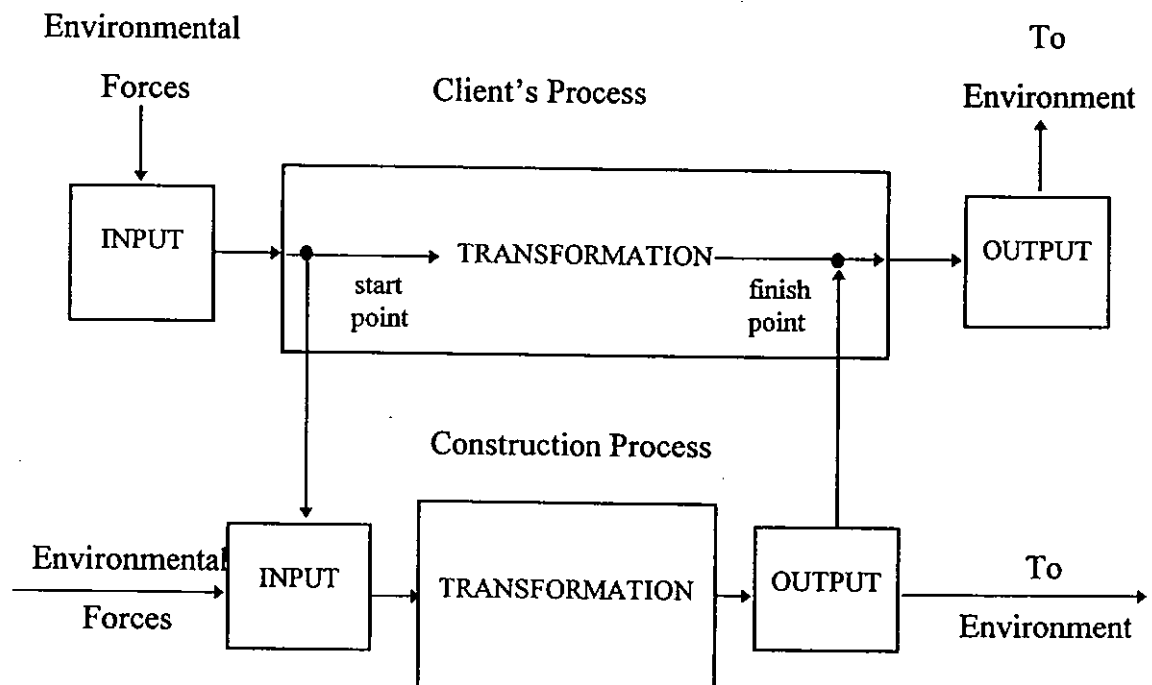 Environmental
Forces
Client's Process
To
Environment
INPUT
TRANSFORMATION
OUTPUT
start
point
finish
point
Construction Process
Environmental
Forces
INPUT
TRANSFORMATION
OUTPUT
To
Environment